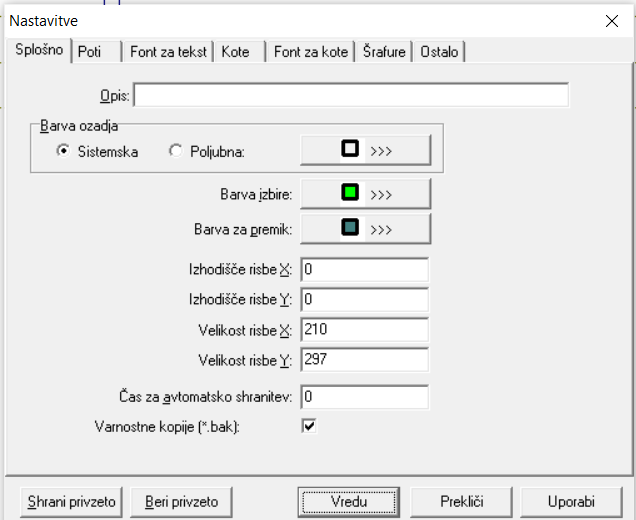 Nastavitve
Splošno Poti Font za tekst Kote Font za kote Šrafure Ostalo
Opis:
Barva ozadja
Sistemska Poljubna: >>>
Barva izbire: >>>
Barva za premik: >>>
Izhodišče risbe X: 0
Izhodišče risbe Y: 0
Velikost risbe X: 210
Velikost risbe Y: 297
Čas za avtomatsko shranitev: 0
Varnostne kopije (*.bak):
Shrani privzeto Beri privzeto Vredu Prekliči Uporabi